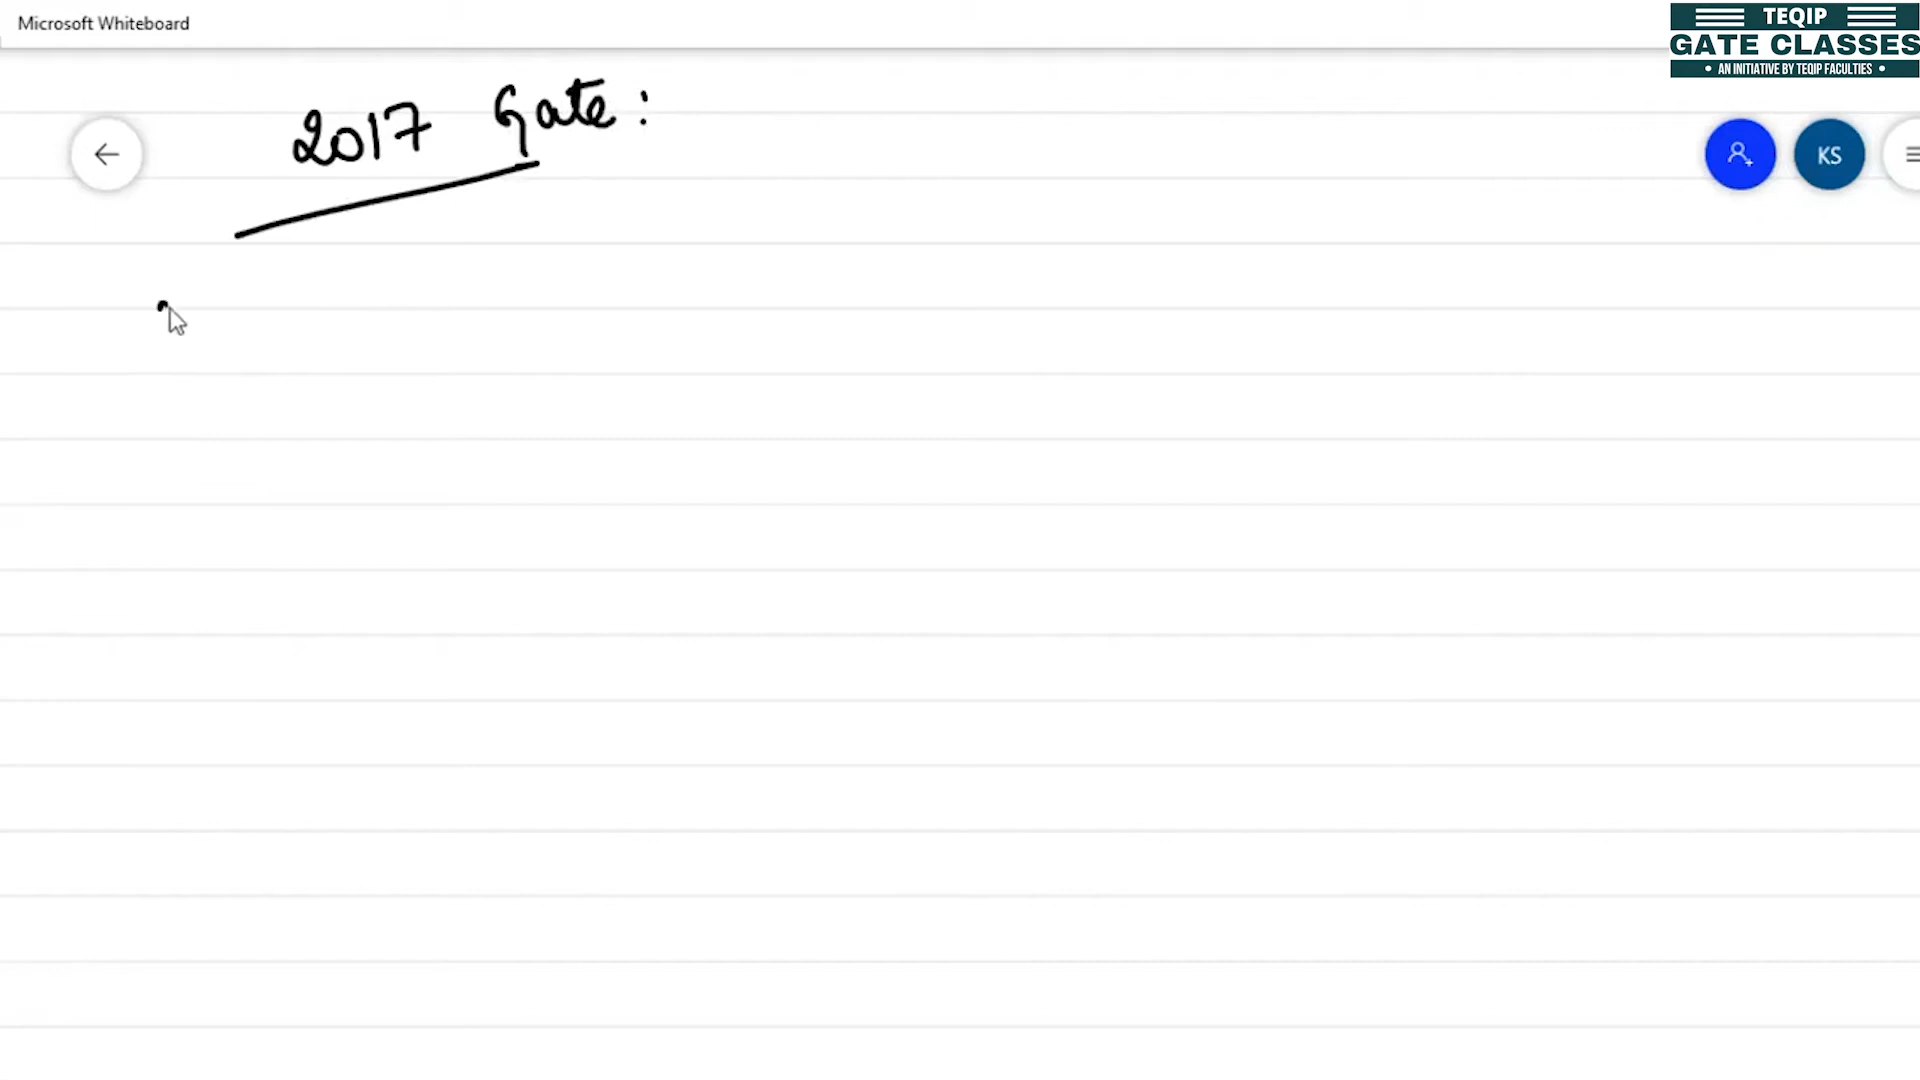 Microsoft Whiteboard
TEQIP
GATE CLASSES
• AN INITIATIVE BY TEQIP FACULTIES •
2017 Gate:
KS